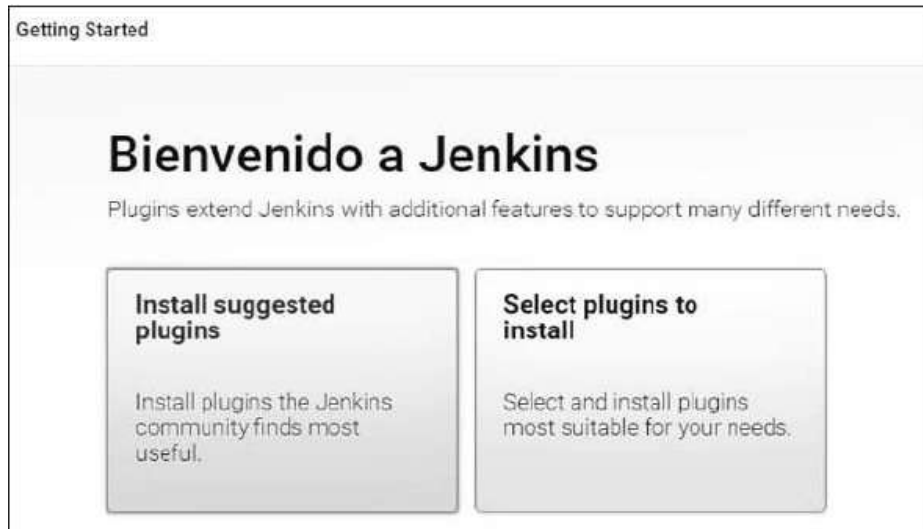 Getting Started
Bienvenido a Jenkins
Plugins extend Jenkins with additional features to support many different needs.
Install suggested
plugins
Install plugins the Jenkins
community finds most
useful.
Select plugins to
install
Select and install plugins
most suitable for your needs.